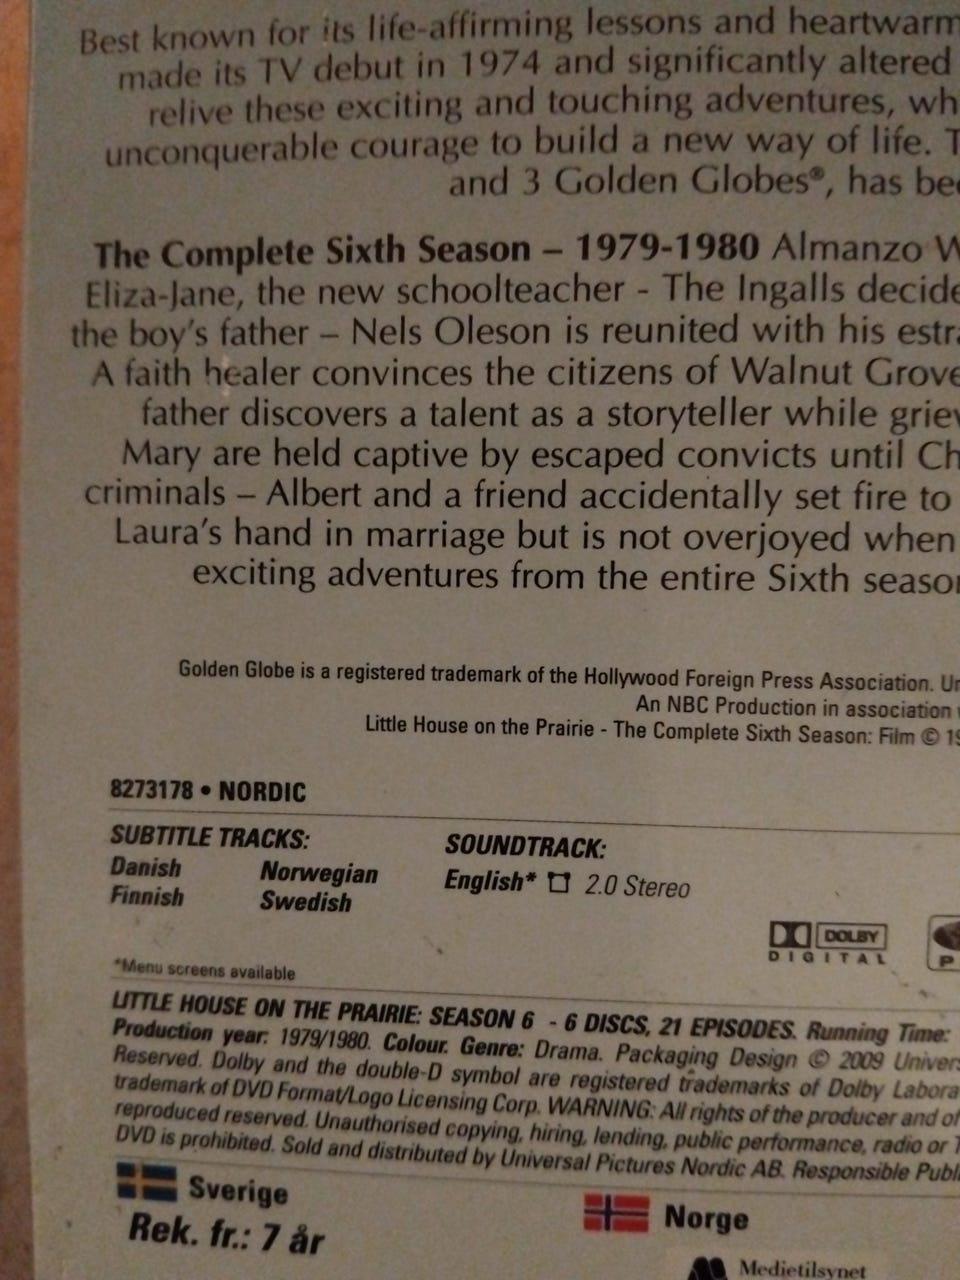 Best known for its life-affirming lessons and heartwarm
made its TV debut in 1974 and significantly altered
relive these exciting and touching adventures, wh
unconquerable courage to build a new way of life. T
and 3 Golden Globes®, has bee
The Complete Sixth Season – 1979-1980 Almanzo W
Eliza-Jane, the new schoolteacher - The Ingalls decide
the boy's father – Nels Oleson is reunited with his estra
A faith healer convinces the citizens of Walnut Grove
father discovers a talent as a storyteller while griev
Mary are held captive by escaped convicts until Ch
criminals – Albert and a friend accidentally set fire to
Laura's hand in marriage but is not overjoyed when
exciting adventures from the entire Sixth season
Golden Globe is a registered trademark of the Hollywood Foreign Press Association. Un
An NBC Production in association
Little House on the Prairie - The Complete Sixth Season: Film © 19
8273178 • NORDIC
SUBTITLE TRACKS: SOUNDTRACK:
Danish Norwegian English* 2.0 Stereo
Finnish Swedish
DOLBY
DIGITAL P
*Menu screens available
LITTLE HOUSE ON THE PRAIRIE: SEASON 6 - 6 DISCS, 21 EPISODES. Running Time:
Production year: 1979/1980. Colour. Genre: Drama. Packaging Design © 2009 Univers
Reserved. Dolby and the double-D symbol are registered trademarks of Dolby Labora
trademark of DVD Format/Logo Licensing Corp. WARNING: All rights of the producer and of
reproduced reserved. Unauthorised copying, hiring, lending, public performance, radio or T
DVD is prohibited. Sold and distributed by Universal Pictures Nordic AB. Responsible Publi
Sverige Norge
Rek. fr.: 7 år
Medietilsynet